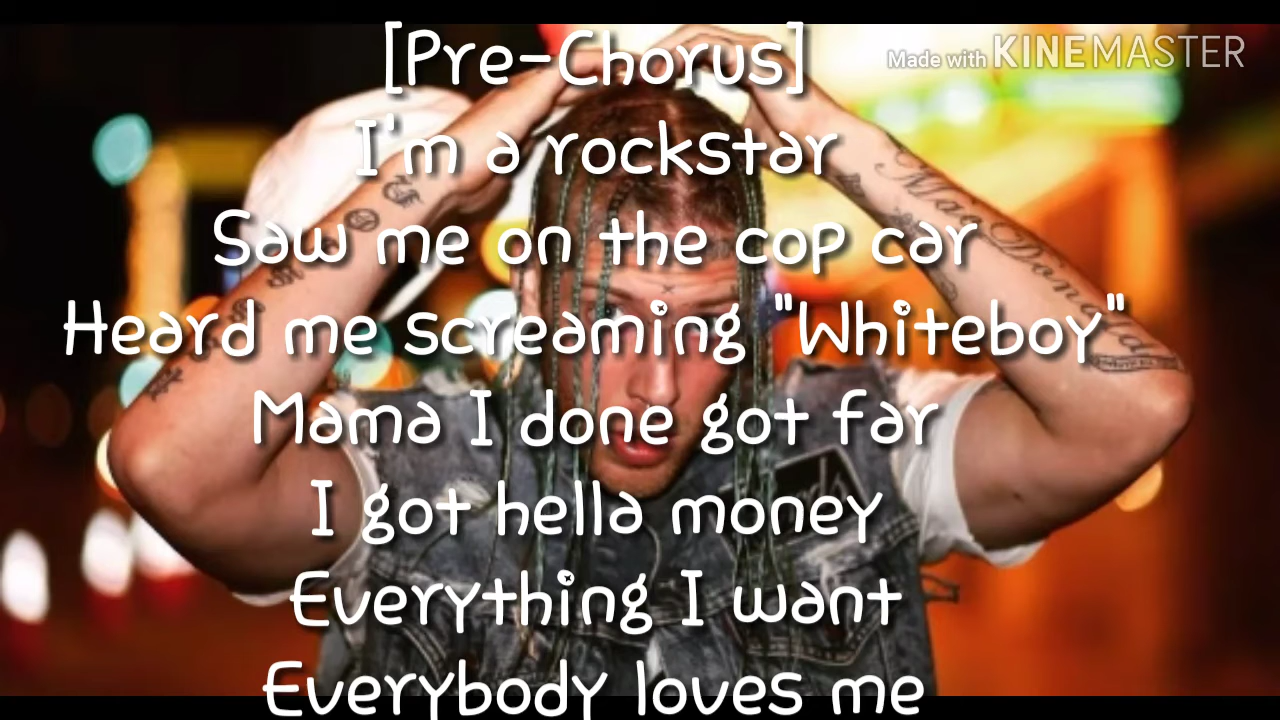 [Pre-Chorus]
Made with KINEMASTER
I'm a rockstar
Saw me on the cop car
Heard me screaming "Whiteboy"
Mama I done got far
I got hella money
Everything I want
Everybody loves me
MacDonald